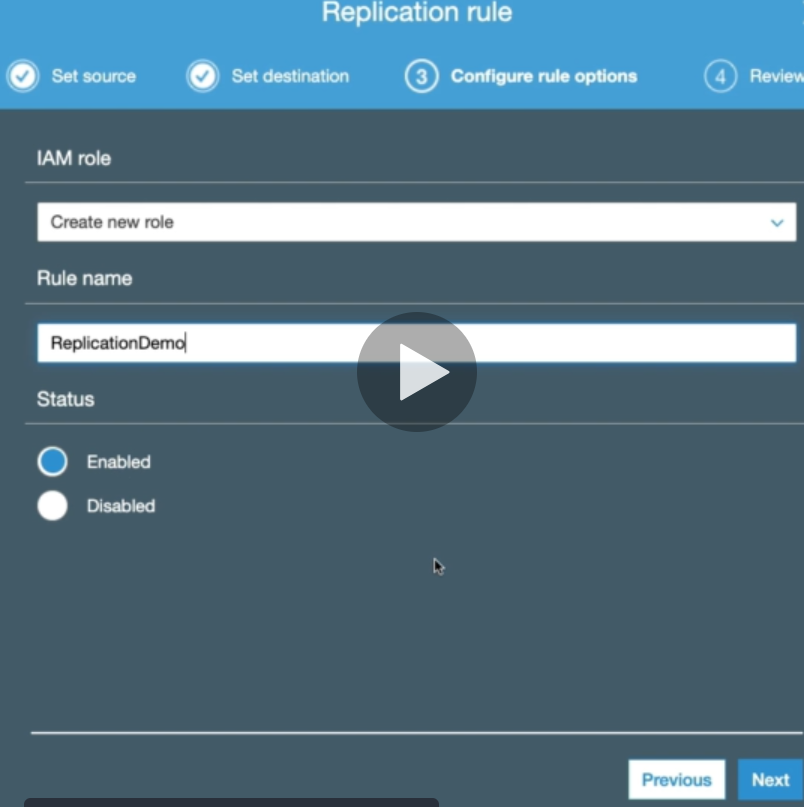 Replication rule
Set source Set destination 3 Configure rule options 4 Review
IAM role
Create new role
Rule name
ReplicationDemo
Status
Enabled
Disabled
Previous Next